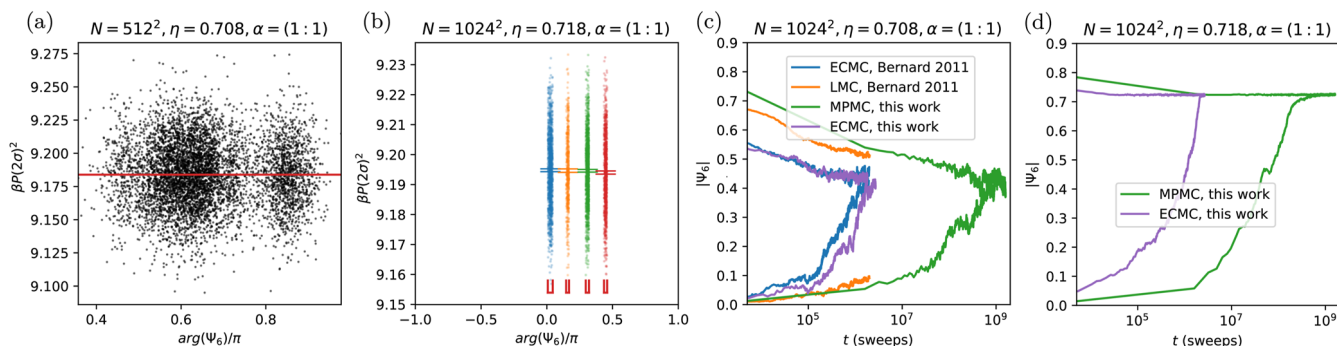 (a)
N = 512², η = 0.708, α = (1 : 1)
βP(2σ)²
9.275
9.250
9.225
9.200
9.175
9.150
9.125
9.100
0.4 0.6 0.8
arg(Ψ₆)/π
(b)
N = 1024², η = 0.718, α = (1 : 1)
βP(2σ)²
9.23
9.22
9.21
9.20
9.19
9.18
9.17
9.16
9.15
−1.0 −0.5 0.0 0.5 1.0
arg(Ψ₆)/π
(c)
N = 1024², η = 0.708, α = (1 : 1)
|Ψ₆|
0.9
0.8
0.7
0.6
0.5
0.4
0.3
0.2
0.1
0.0
ECMC, Bernard 2011
LMC, Bernard 2011
MPMC, this work
ECMC, this work
10⁵ 10⁷ 10⁹
t (sweeps)
(d)
N = 1024², η = 0.718, α = (1 : 1)
|Ψ₆|
0.9
0.8
0.7
0.6
0.5
0.4
0.3
0.2
0.1
0.0
MPMC, this work
ECMC, this work
10⁵ 10⁶ 10⁷ 10⁸ 10⁹
t (sweeps)